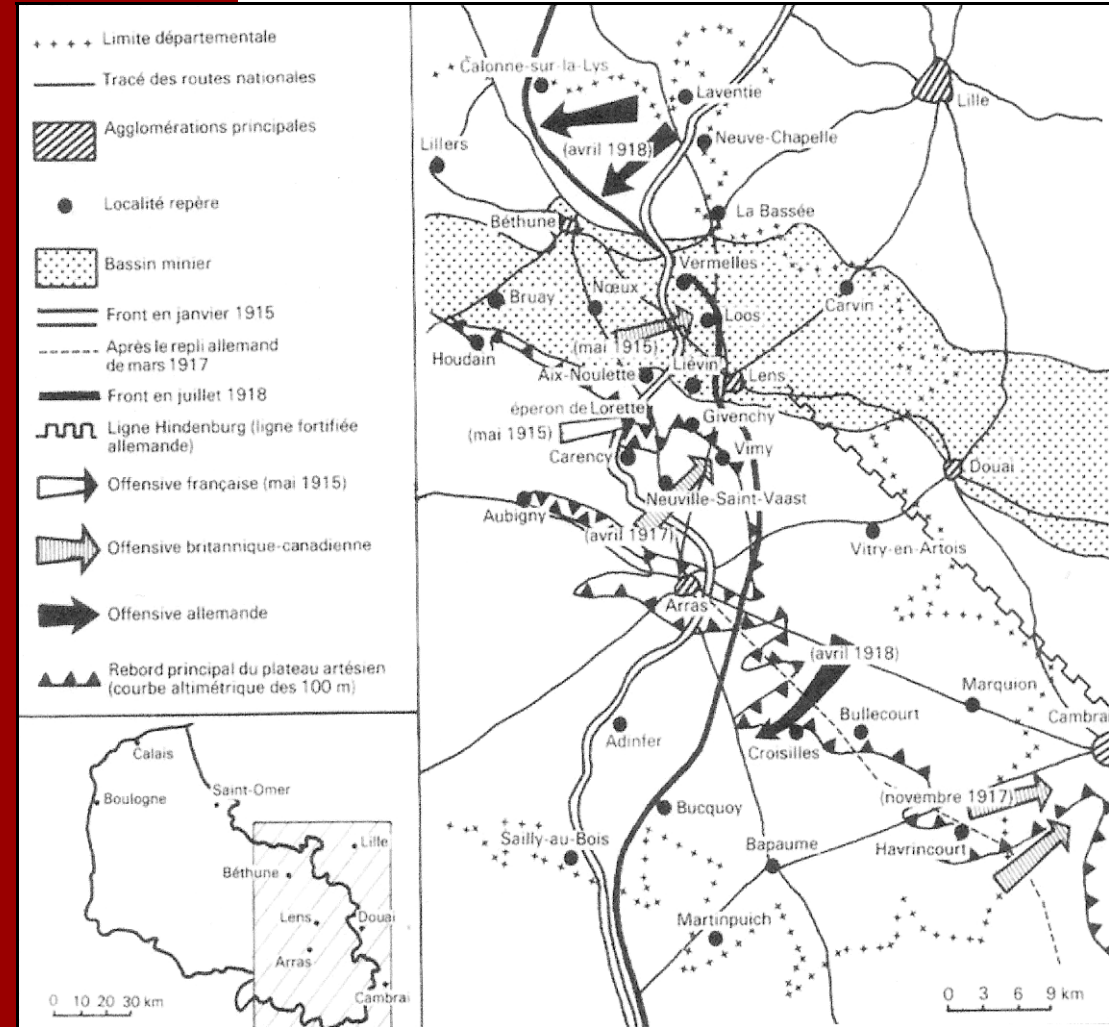 Limite départementale
Tracé des routes nationales
Agglomérations principales
Localité repère
Bassin minier
Front en janvier 1915
Après le repli allemand
de mars 1917
Front en juillet 1918
Ligne Hindenburg (ligne fortifiée
allemande)
Offensive française (mai 1915)
Offensive britannique-canadienne
Offensive allemande
Rebord principal du plateau artésien
(courbe altimétrique des 100 m)
Calais
Boulogne
Saint-Omer
Lille
Béthune
Lens
Douai
Arras
Cambrai
0 10 20 30 km
Calonne-sur-la-Lys
Laventie
Lille
Lillers
(avril 1918)
Neuve-Chapelle
La Bassée
Béthune
Vermelles
Bruay
Nœux
Loos
Carvin
Houdain
(mai 1915)
Liévin
Aix-Noulette
Lens
éperon de Lorette
Givenchy
(mai 1915)
Carency
Vimy
Douai
Neuville-Saint-Vaast
Aubigny
(avril 1917)
Vitry-en-Artois
Arras
(avril 1918)
Marquion
Cambrai
Adinfer
Bullecourt
Croisilles
(novembre 1917)
Bucquoy
Sailly-au-Bois
Bapaume
Havrincourt
Martinpuich
0 3 6 9 km